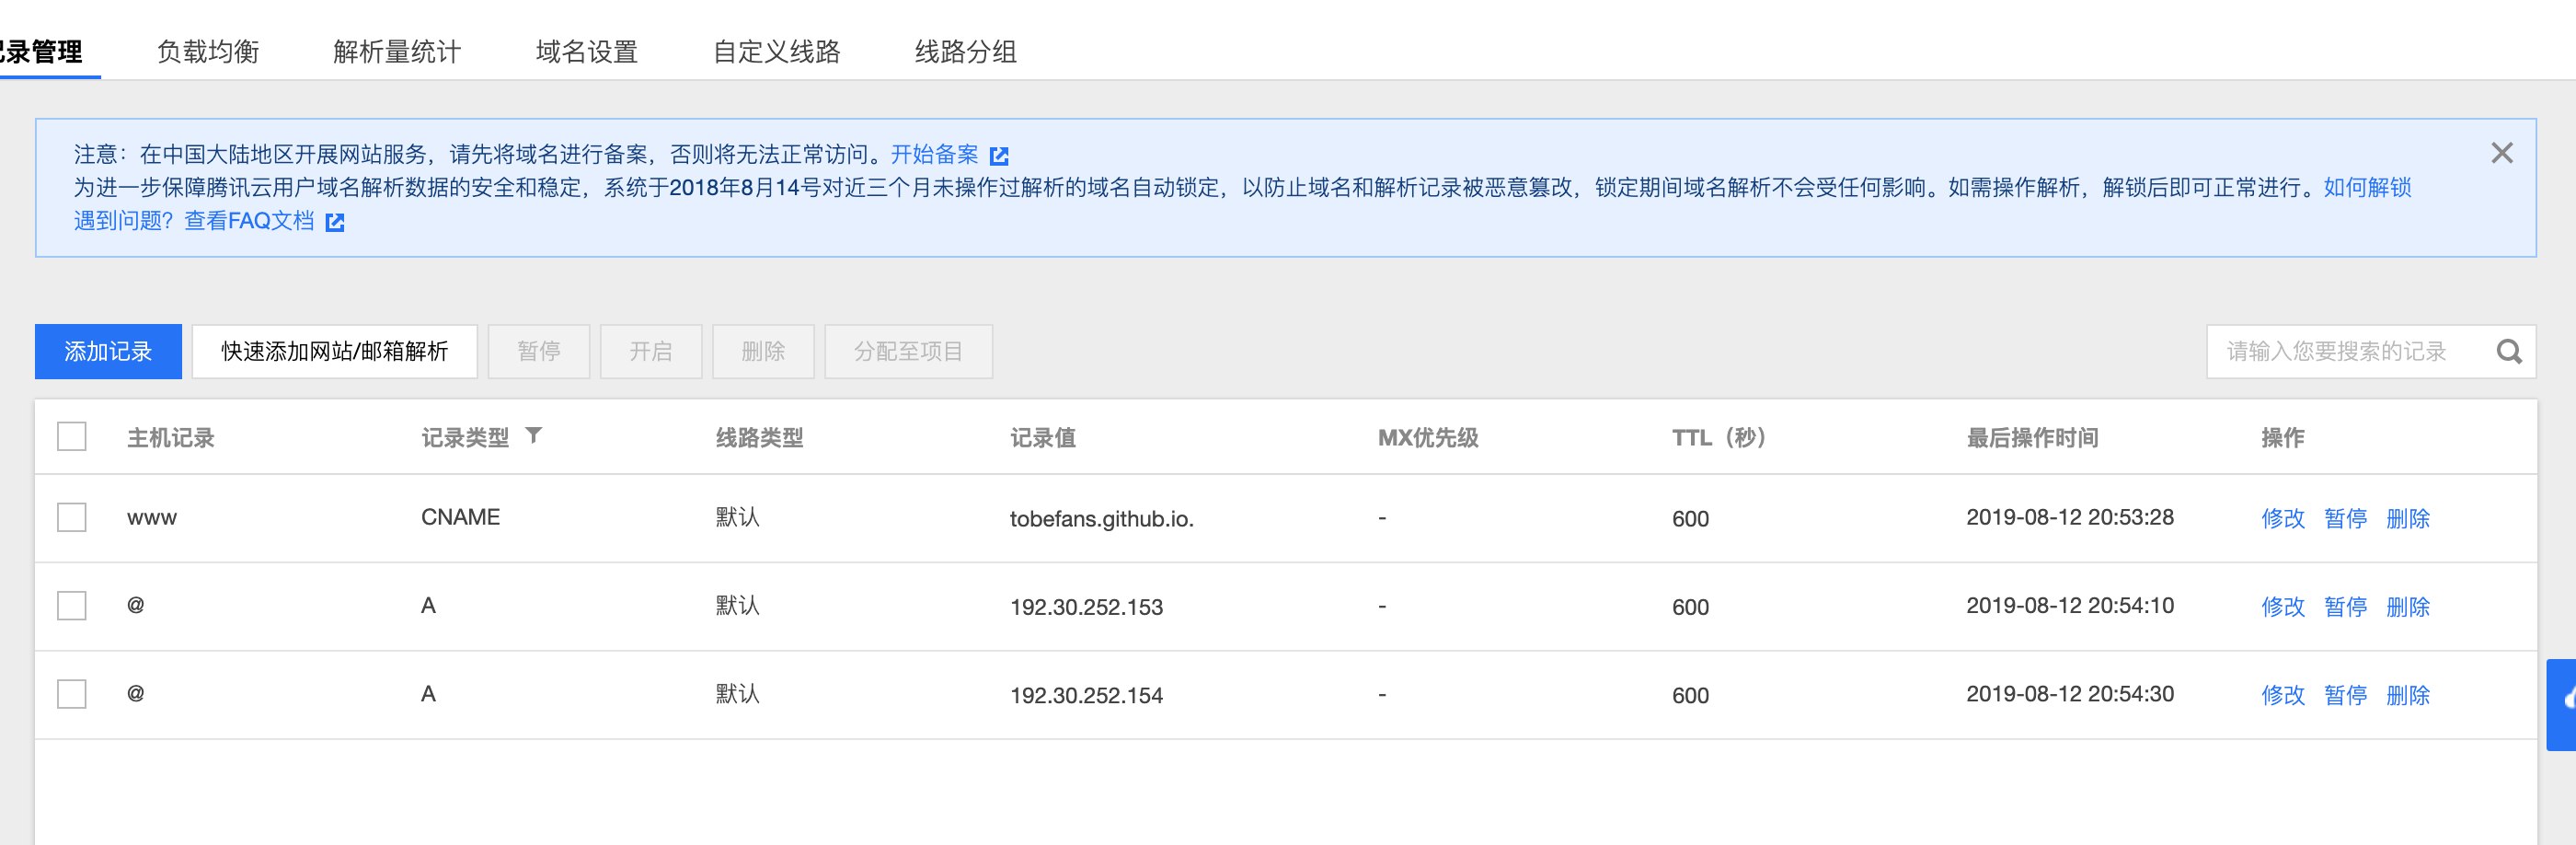 记录管理 负载均衡 解析量统计 域名设置 自定义线路 线路分组
注意：在中国大陆地区开展网站服务，请先将域名进行备案，否则将无法正常访问。开始备案
为进一步保障腾讯云用户域名解析数据的安全和稳定，系统于2018年8月14号对近三个月未操作过解析的域名自动锁定，以防止域名和解析记录被恶意篡改，锁定期间域名解析不会受任何影响。如需操作解析，解锁后即可正常进行。如何解锁
遇到问题？查看FAQ文档
添加记录 快速添加网站/邮箱解析 暂停 开启 删除 分配至项目 请输入您要搜索的记录
主机记录 记录类型 线路类型 记录值 MX优先级 TTL（秒） 最后操作时间 操作
www CNAME 默认 tobefans.github.io. - 600 2019-08-12 20:53:28 修改 暂停 删除
@ A 默认 192.30.252.153 - 600 2019-08-12 20:54:10 修改 暂停 删除
@ A 默认 192.30.252.154 - 600 2019-08-12 20:54:30 修改 暂停 删除